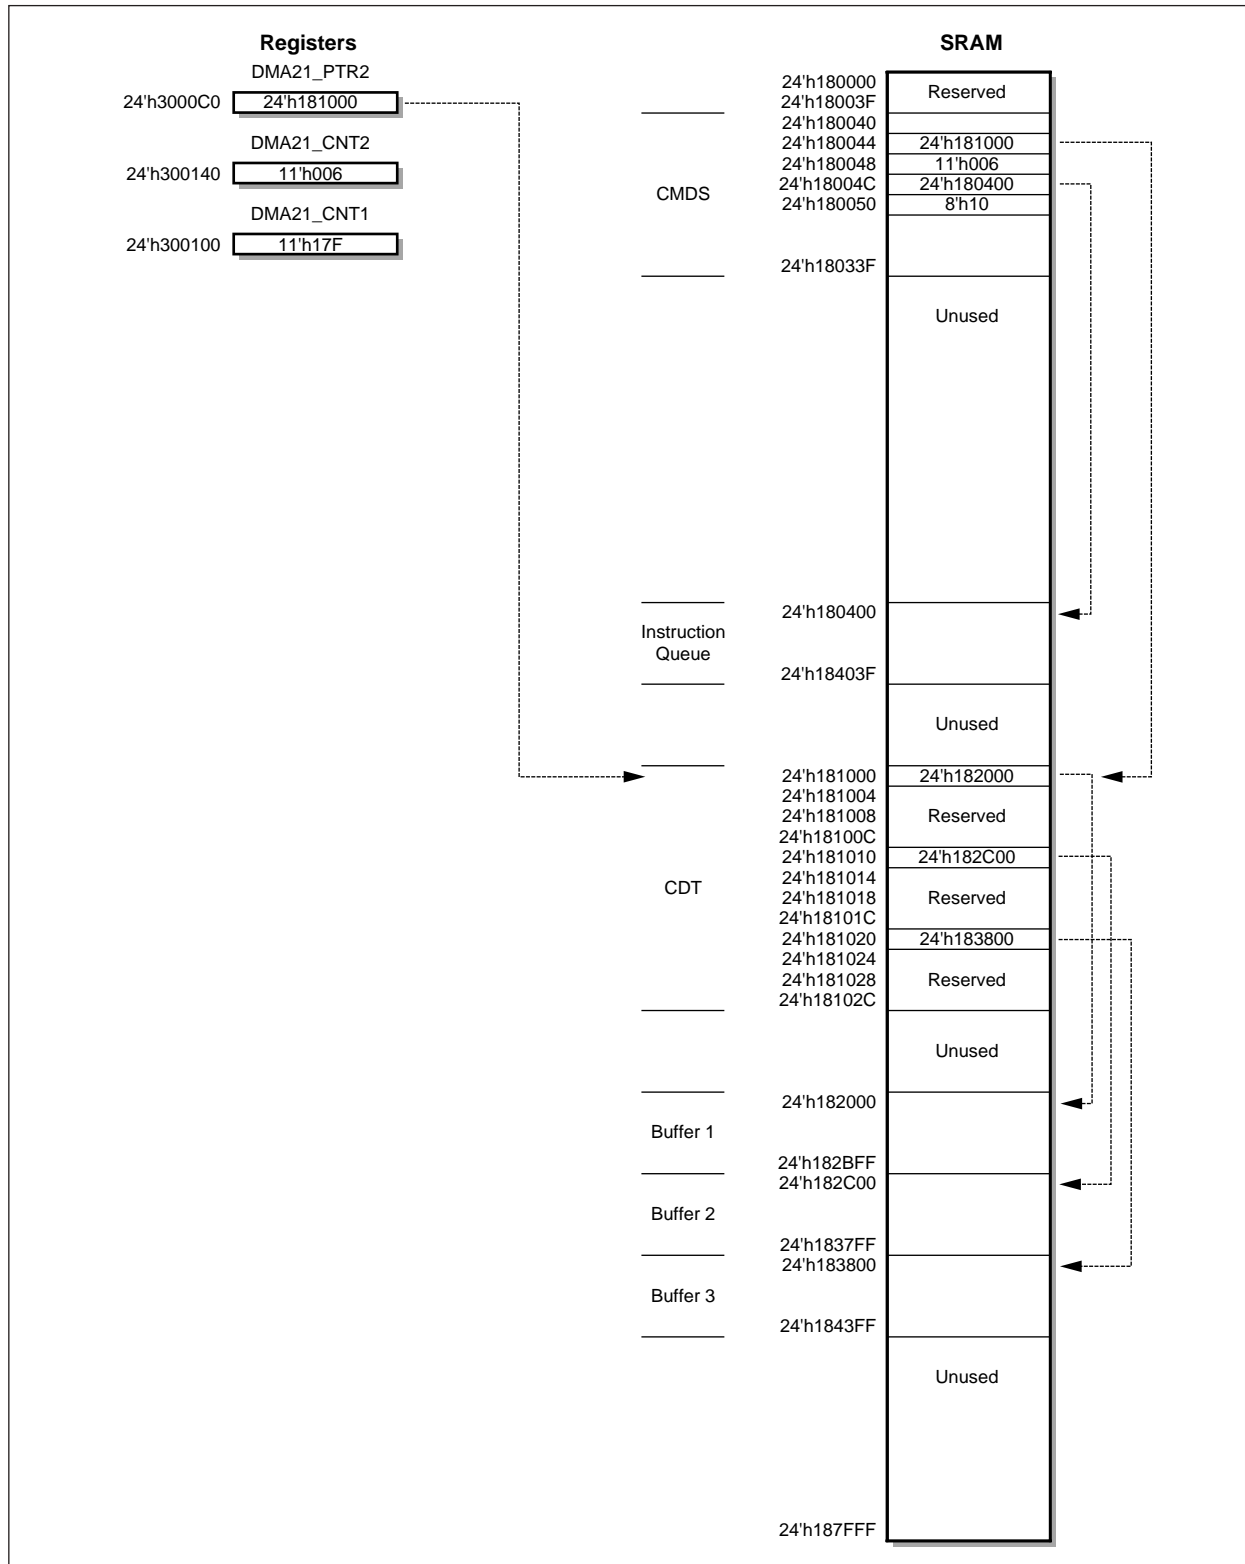 Registers
DMA21_PTR2
24'h3000C0 24'h181000
DMA21_CNT2
24'h300140 11'h006
DMA21_CNT1
24'h300100 11'h17F
SRAM
24'h180000
Reserved
24'h18003F
24'h180040
24'h180044 24'h181000
24'h180048 11'h006
24'h18004C 24'h180400
CMDS
24'h180050 8'h10
24'h18033F
Unused
24'h180400
Instruction
Queue
24'h18403F
Unused
24'h181000 24'h182000
24'h181004
24'h181008 Reserved
24'h18100C
24'h181010 24'h182C00
24'h181014
CDT
24'h181018 Reserved
24'h18101C
24'h181020 24'h183800
24'h181024
24'h181028 Reserved
24'h18102C
Unused
24'h182000
Buffer 1
24'h182BFF
24'h182C00
Buffer 2
24'h1837FF
24'h183800
Buffer 3
24'h1843FF
Unused
24'h187FFF